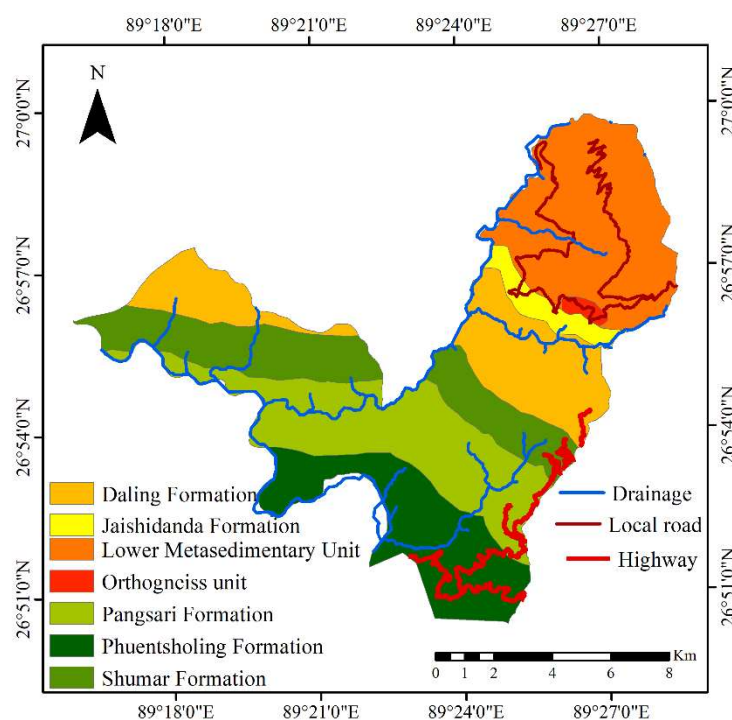 89°18'0"E 89°21'0"E 89°24'0"E 89°27'0"E
N
27°0'0"N 27°0'0"N
26°57'0"N 26°57'0"N
26°54'0"N 26°54'0"N
26°51'0"N 26°51'0"N
Daling Formation
Jaishidanda Formation
Lower Metasedimentary Unit
Orthogneiss unit
Pangsari Formation
Phuentsholing Formation
Shumar Formation
Drainage
Local road
Highway
Km
0 1 2 4 6 8
89°18'0"E 89°21'0"E 89°24'0"E 89°27'0"E